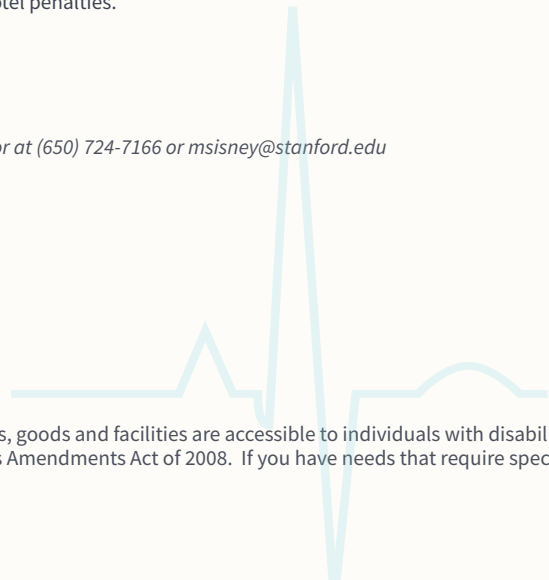 otel penalties.
or at (650) 724-7166 or msisney@stanford.edu
s, goods and facilities are accessible to individuals with disabil
s Amendments Act of 2008.  If you have needs that require spec